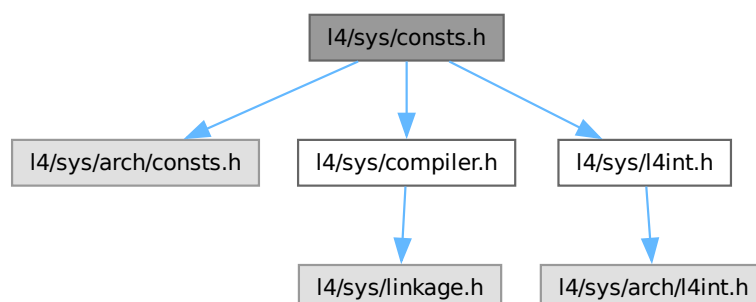 l4/sys/consts.h
l4/sys/arch/consts.h
l4/sys/compiler.h
l4/sys/l4int.h
l4/sys/linkage.h
l4/sys/arch/l4int.h